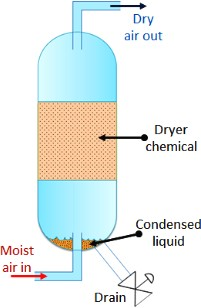 Dry
air out
Dryer
chemical
Condensed
liquid
Moist
air in
Drain